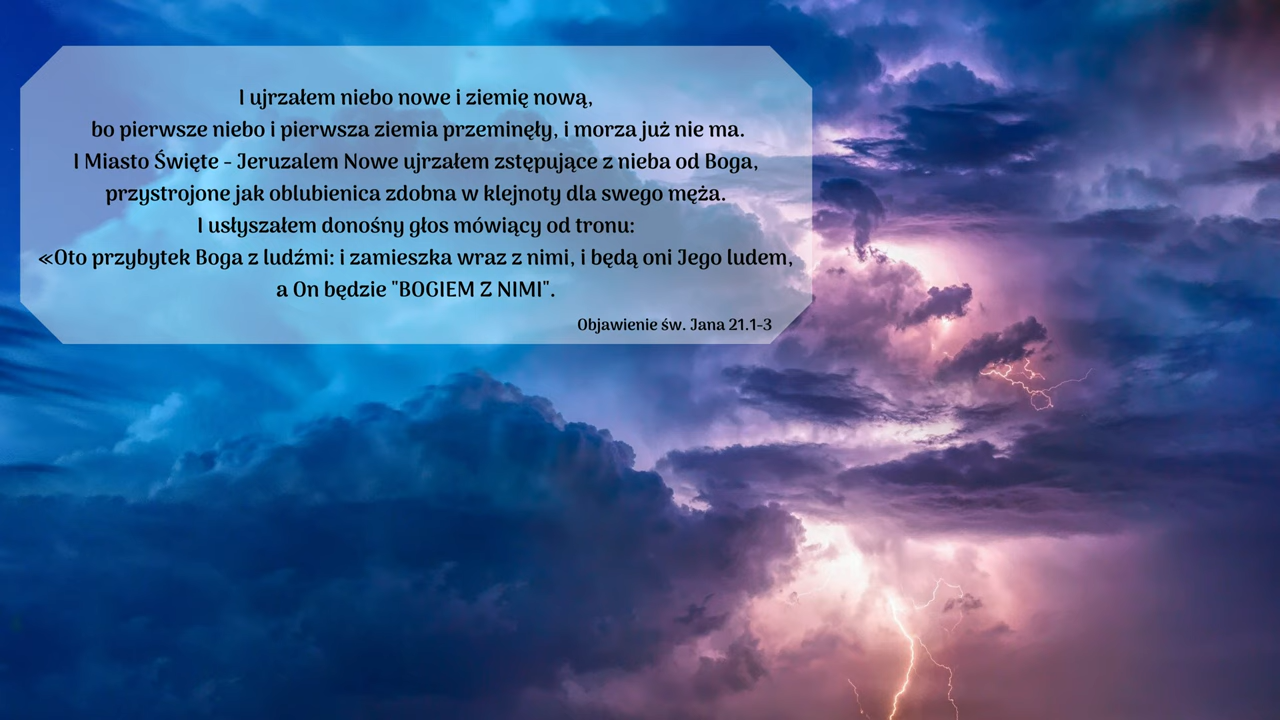 I ujrzałem niebo nowe i ziemię nową,
bo pierwsze niebo i pierwsza ziemia przeminęły, i morza już nie ma.
I Miasto Święte - Jeruzalem Nowe ujrzałem zstępujące z nieba od Boga,
przystrojone jak oblubienica zdobna w klejnoty dla swego męża.
I usłyszałem donośny głos mówiący od tronu:
«Oto przybytek Boga z ludźmi: i zamieszka wraz z nimi, i będą oni Jego ludem,
a On będzie "BOGIEM Z NIMI".
Objawienie św. Jana 21.1-3